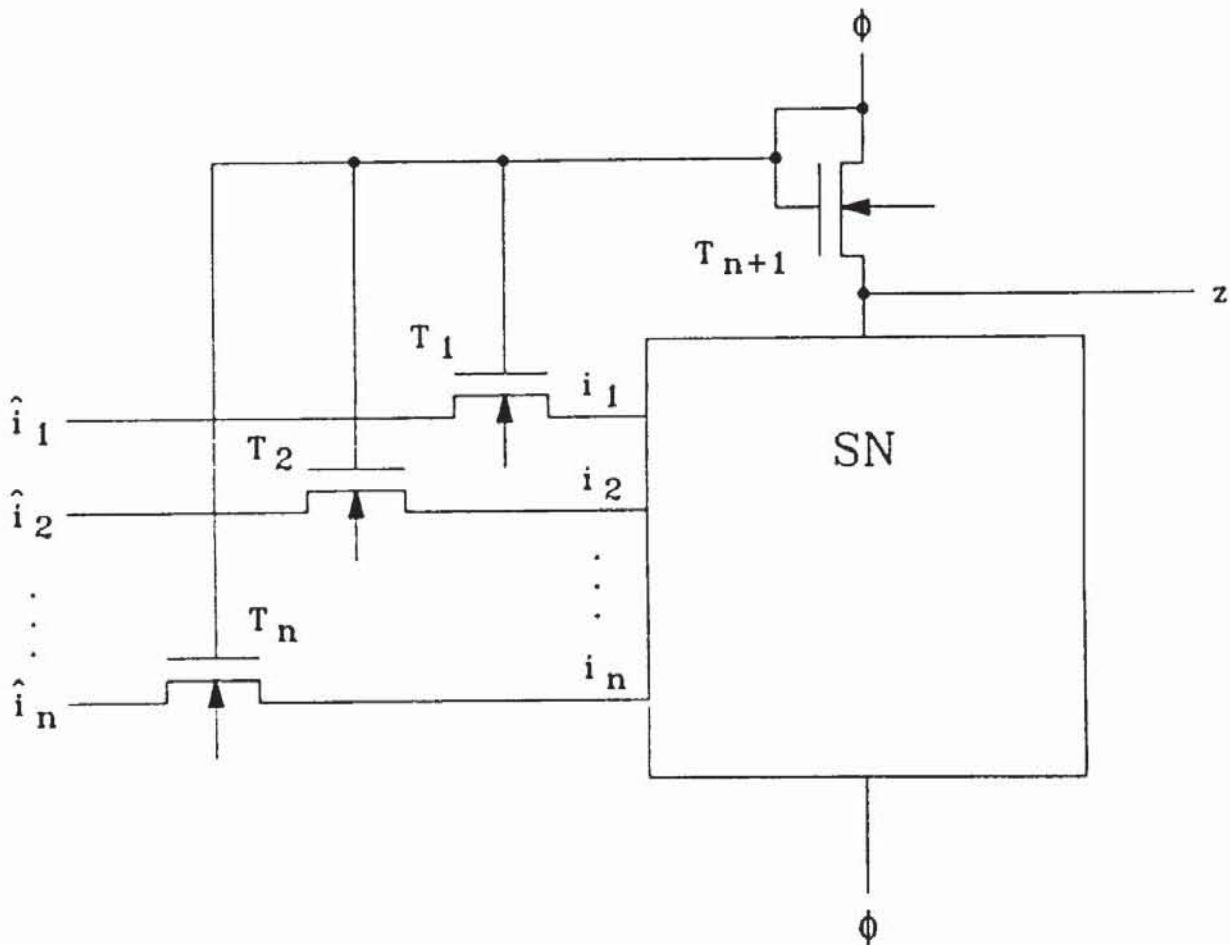 ϕ
T n+1
z
T 1
î 1
i 1
SN
T 2
î 2
i 2
. . .
. . .
T n
î n
i n
ϕ